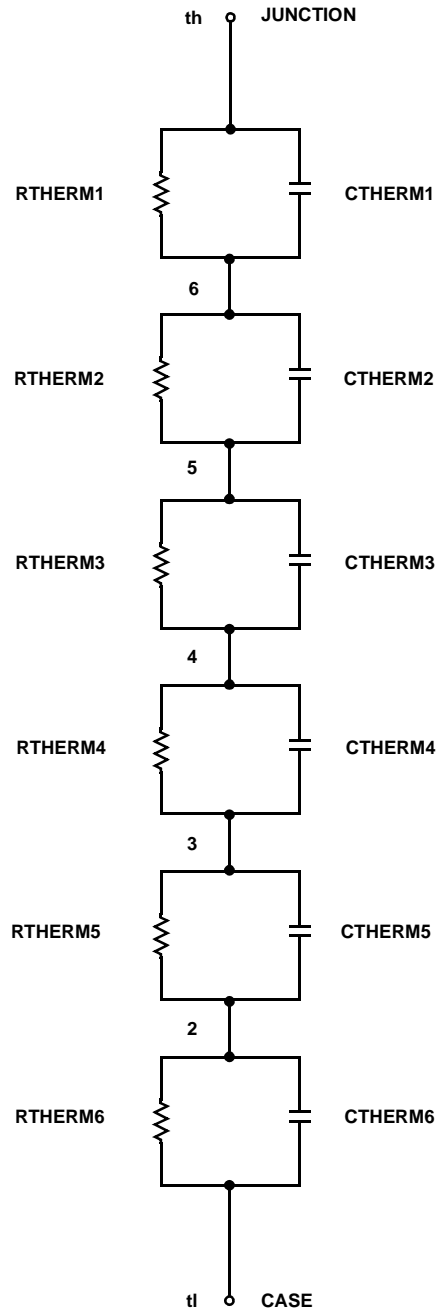 th JUNCTION
RTHERM1 CTHERM1
6
RTHERM2 CTHERM2
5
RTHERM3 CTHERM3
4
RTHERM4 CTHERM4
3
RTHERM5 CTHERM5
2
RTHERM6 CTHERM6
tl CASE